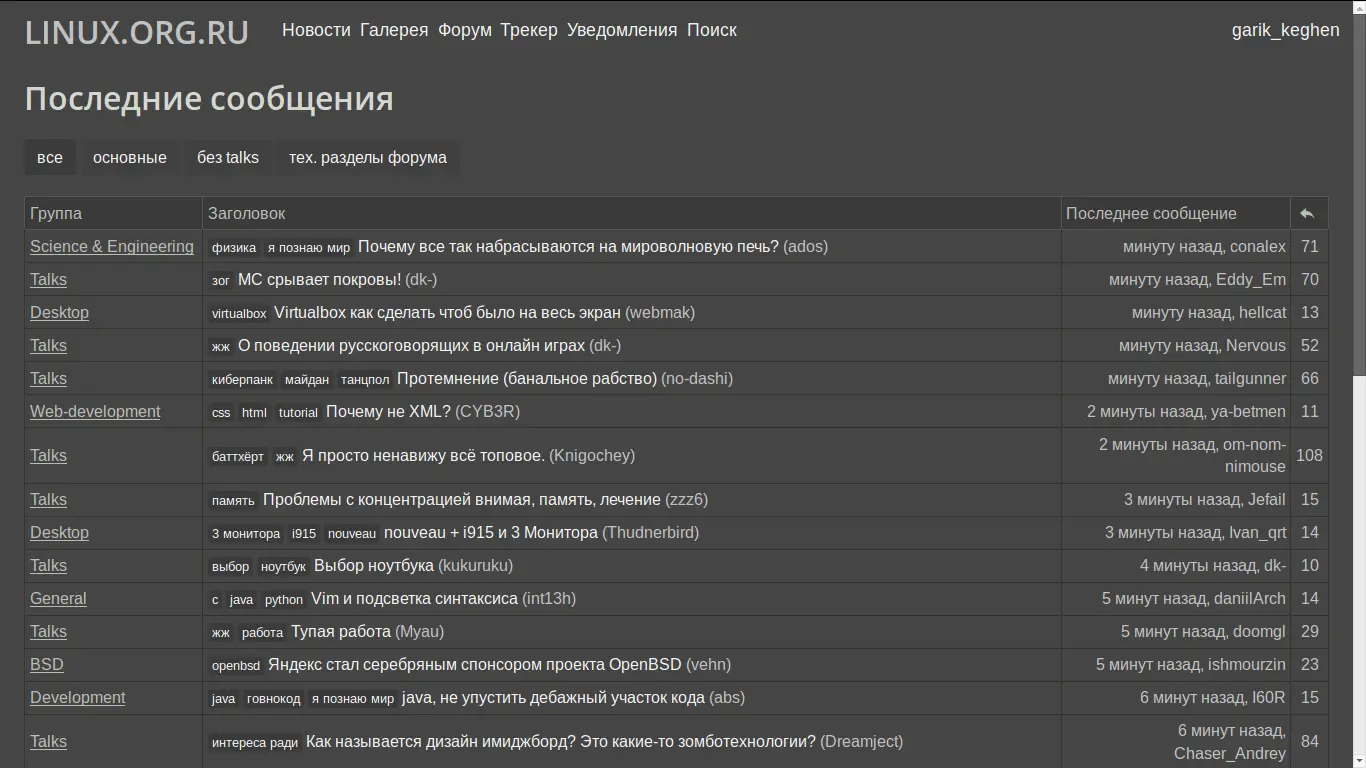 LINUX.ORG.RU Новости Галерея Форум Трекер Уведомления Поиск garik_keghen
Последние сообщения
все основные без talks тех. разделы форума
Группа Заголовок Последнее сообщение
Science & Engineering физика я познаю мир Почему все так набрасываются на мироволновую печь? (ados) минуту назад, conalex 71
Talks зог МС срывает покровы! (dk-) минуту назад, Eddy_Em 70
Desktop virtualbox Virtualbox как сделать чтоб было на весь экран (webmak) минуту назад, hellcat 13
Talks жж О поведении русскоговорящих в онлайн играх (dk-) минуту назад, Nervous 52
Talks киберпанк майдан танцпол Протемнение (банальное рабство) (no-dashi) минуту назад, tailgunner 66
Web-development css html tutorial Почему не XML? (CYB3R) 2 минуты назад, ya-betmen 11
Talks баттхёрт жж Я просто ненавижу всё топовое. (Knigochey) 2 минуты назад, om-nom-
nimouse 108
Talks память Проблемы с концентрацией внимая, память, лечение (zzz6) 3 минуты назад, Jefail 15
Desktop 3 монитора i915 nouveau nouveau + i915 и 3 Монитора (Thudnerbird) 3 минуты назад, Ivan_qrt 14
Talks выбор ноутбук Выбор ноутбука (kukuruku) 4 минуты назад, dk- 10
General c java python Vim и подсветка синтаксиса (int13h) 5 минут назад, daniilArch 14
Talks жж работа Тупая работа (Myau) 5 минут назад, doomgl 29
BSD openbsd Яндекс стал серебряным спонсором проекта OpenBSD (vehn) 5 минут назад, ishmourzin 23
Development java говнокод я познаю мир java, не упустить дебажный участок кода (abs) 6 минут назад, l60R 15
Talks интереса ради Как называется дизайн имиджборд? Это какие-то зомботехнологии? (Dreamject) 6 минут назад,
Chaser_Andrey 84